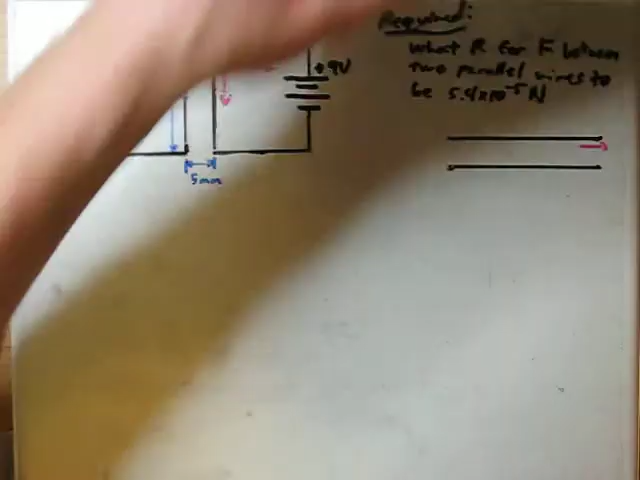 Required:
What R for F between
two parallel wires to
be 5.4x10⁻⁵ N
+9V
5mm